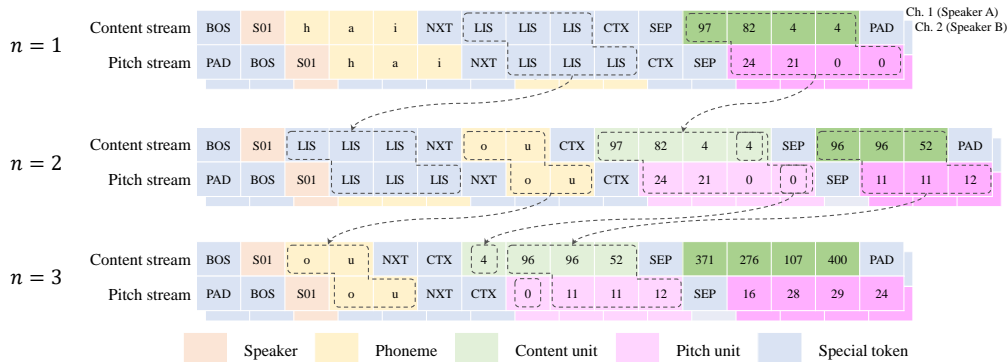 Ch. 1 (Speaker A)
Ch. 2 (Speaker B)
n = 1
Content stream BOS S01 h a i NXT LIS LIS LIS CTX SEP 97 82 4 4 PAD
Pitch stream PAD BOS S01 h a i NXT LIS LIS LIS CTX SEP 24 21 0 0
n = 2
Content stream BOS S01 LIS LIS LIS NXT o u CTX 97 82 4 4 SEP 96 96 52 PAD
Pitch stream PAD BOS S01 LIS LIS LIS NXT o u CTX 24 21 0 0 SEP 11 11 12
n = 3
Content stream BOS S01 o u NXT CTX 4 96 96 52 SEP 371 276 107 400 PAD
Pitch stream PAD BOS S01 o u NXT CTX 0 11 11 12 SEP 16 28 29 24
Speaker Phoneme Content unit Pitch unit Special token